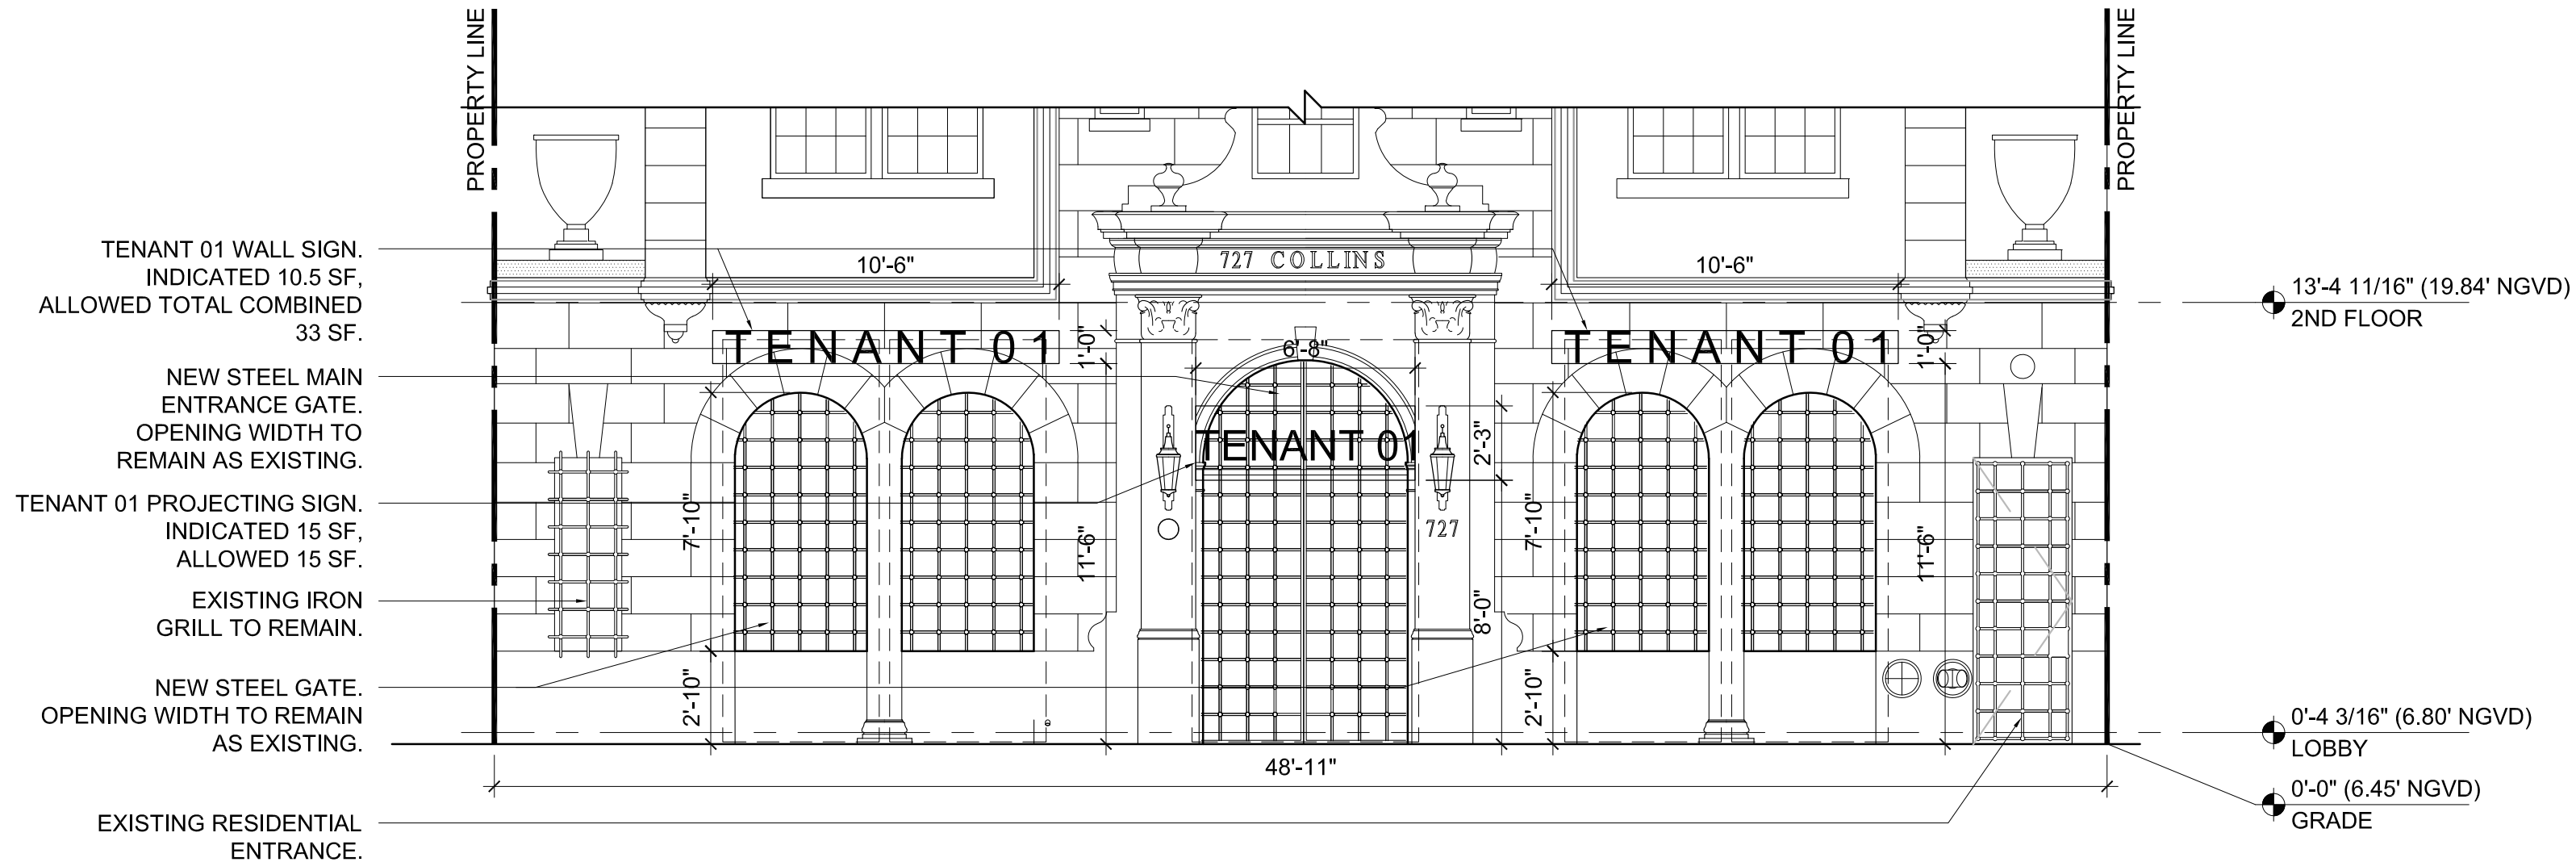 PROPERTY LINE
PROPERTY LINE
TENANT 01 WALL SIGN.
INDICATED 10.5 SF,
ALLOWED TOTAL COMBINED
33 SF.
NEW STEEL MAIN
ENTRANCE GATE.
OPENING WIDTH TO
REMAIN AS EXISTING.
TENANT 01 PROJECTING SIGN.
INDICATED 15 SF,
ALLOWED 15 SF.
EXISTING IRON
GRILL TO REMAIN.
NEW STEEL GATE.
OPENING WIDTH TO REMAIN
AS EXISTING.
EXISTING RESIDENTIAL
ENTRANCE.
727 COLLINS
10'-6"
10'-6"
TENANT 01
1'-0"
6'-8"
TENANT 01
1'-0"
TENANT 01
2'-3"
7'-10"
11'-6"
727
7'-10"
11'-6"
8'-0"
2'-10"
2'-10"
48'-11"
13'-4 11/16" (19.84' NGVD)
2ND FLOOR
0'-4 3/16" (6.80' NGVD)
LOBBY
0'-0" (6.45' NGVD)
GRADE